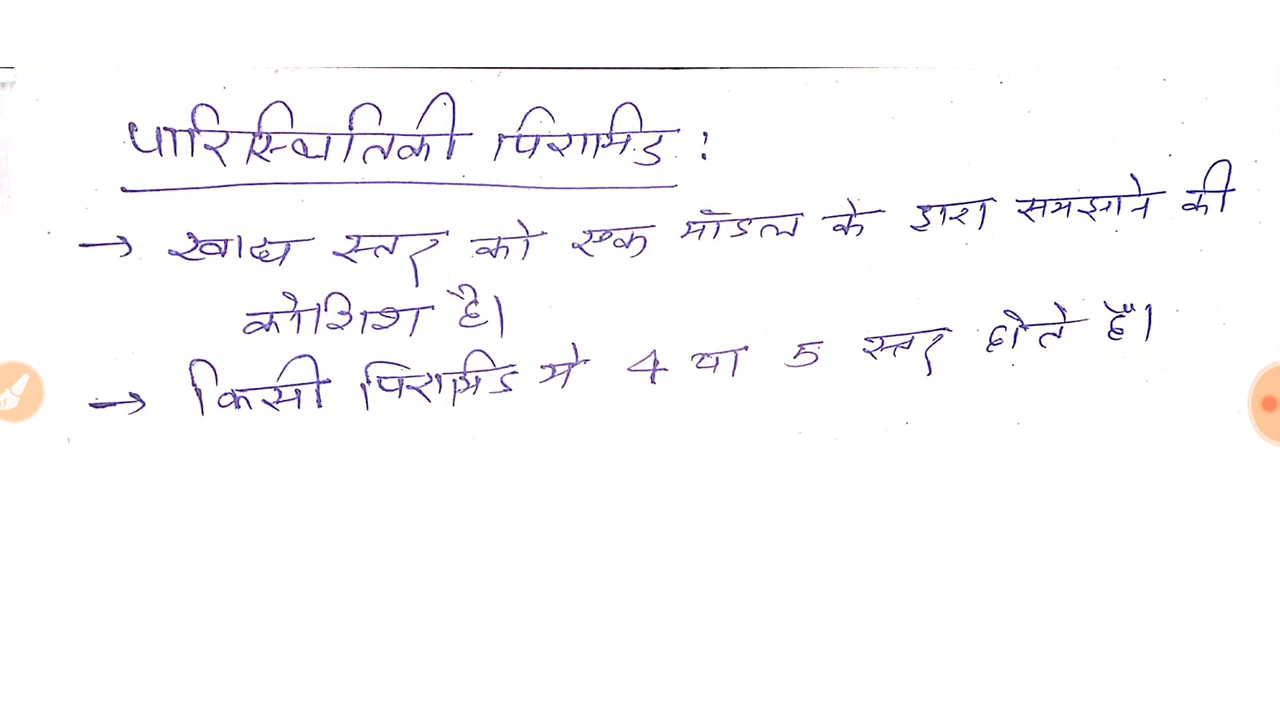 पारिस्थितिकी पिरामिड :
→ खाद्य स्तर को एक मॉडल के द्वारा समझाने की
कोशिश है।
→ किसी पिरामिड मे 4 या 5 स्तर होते हैं।